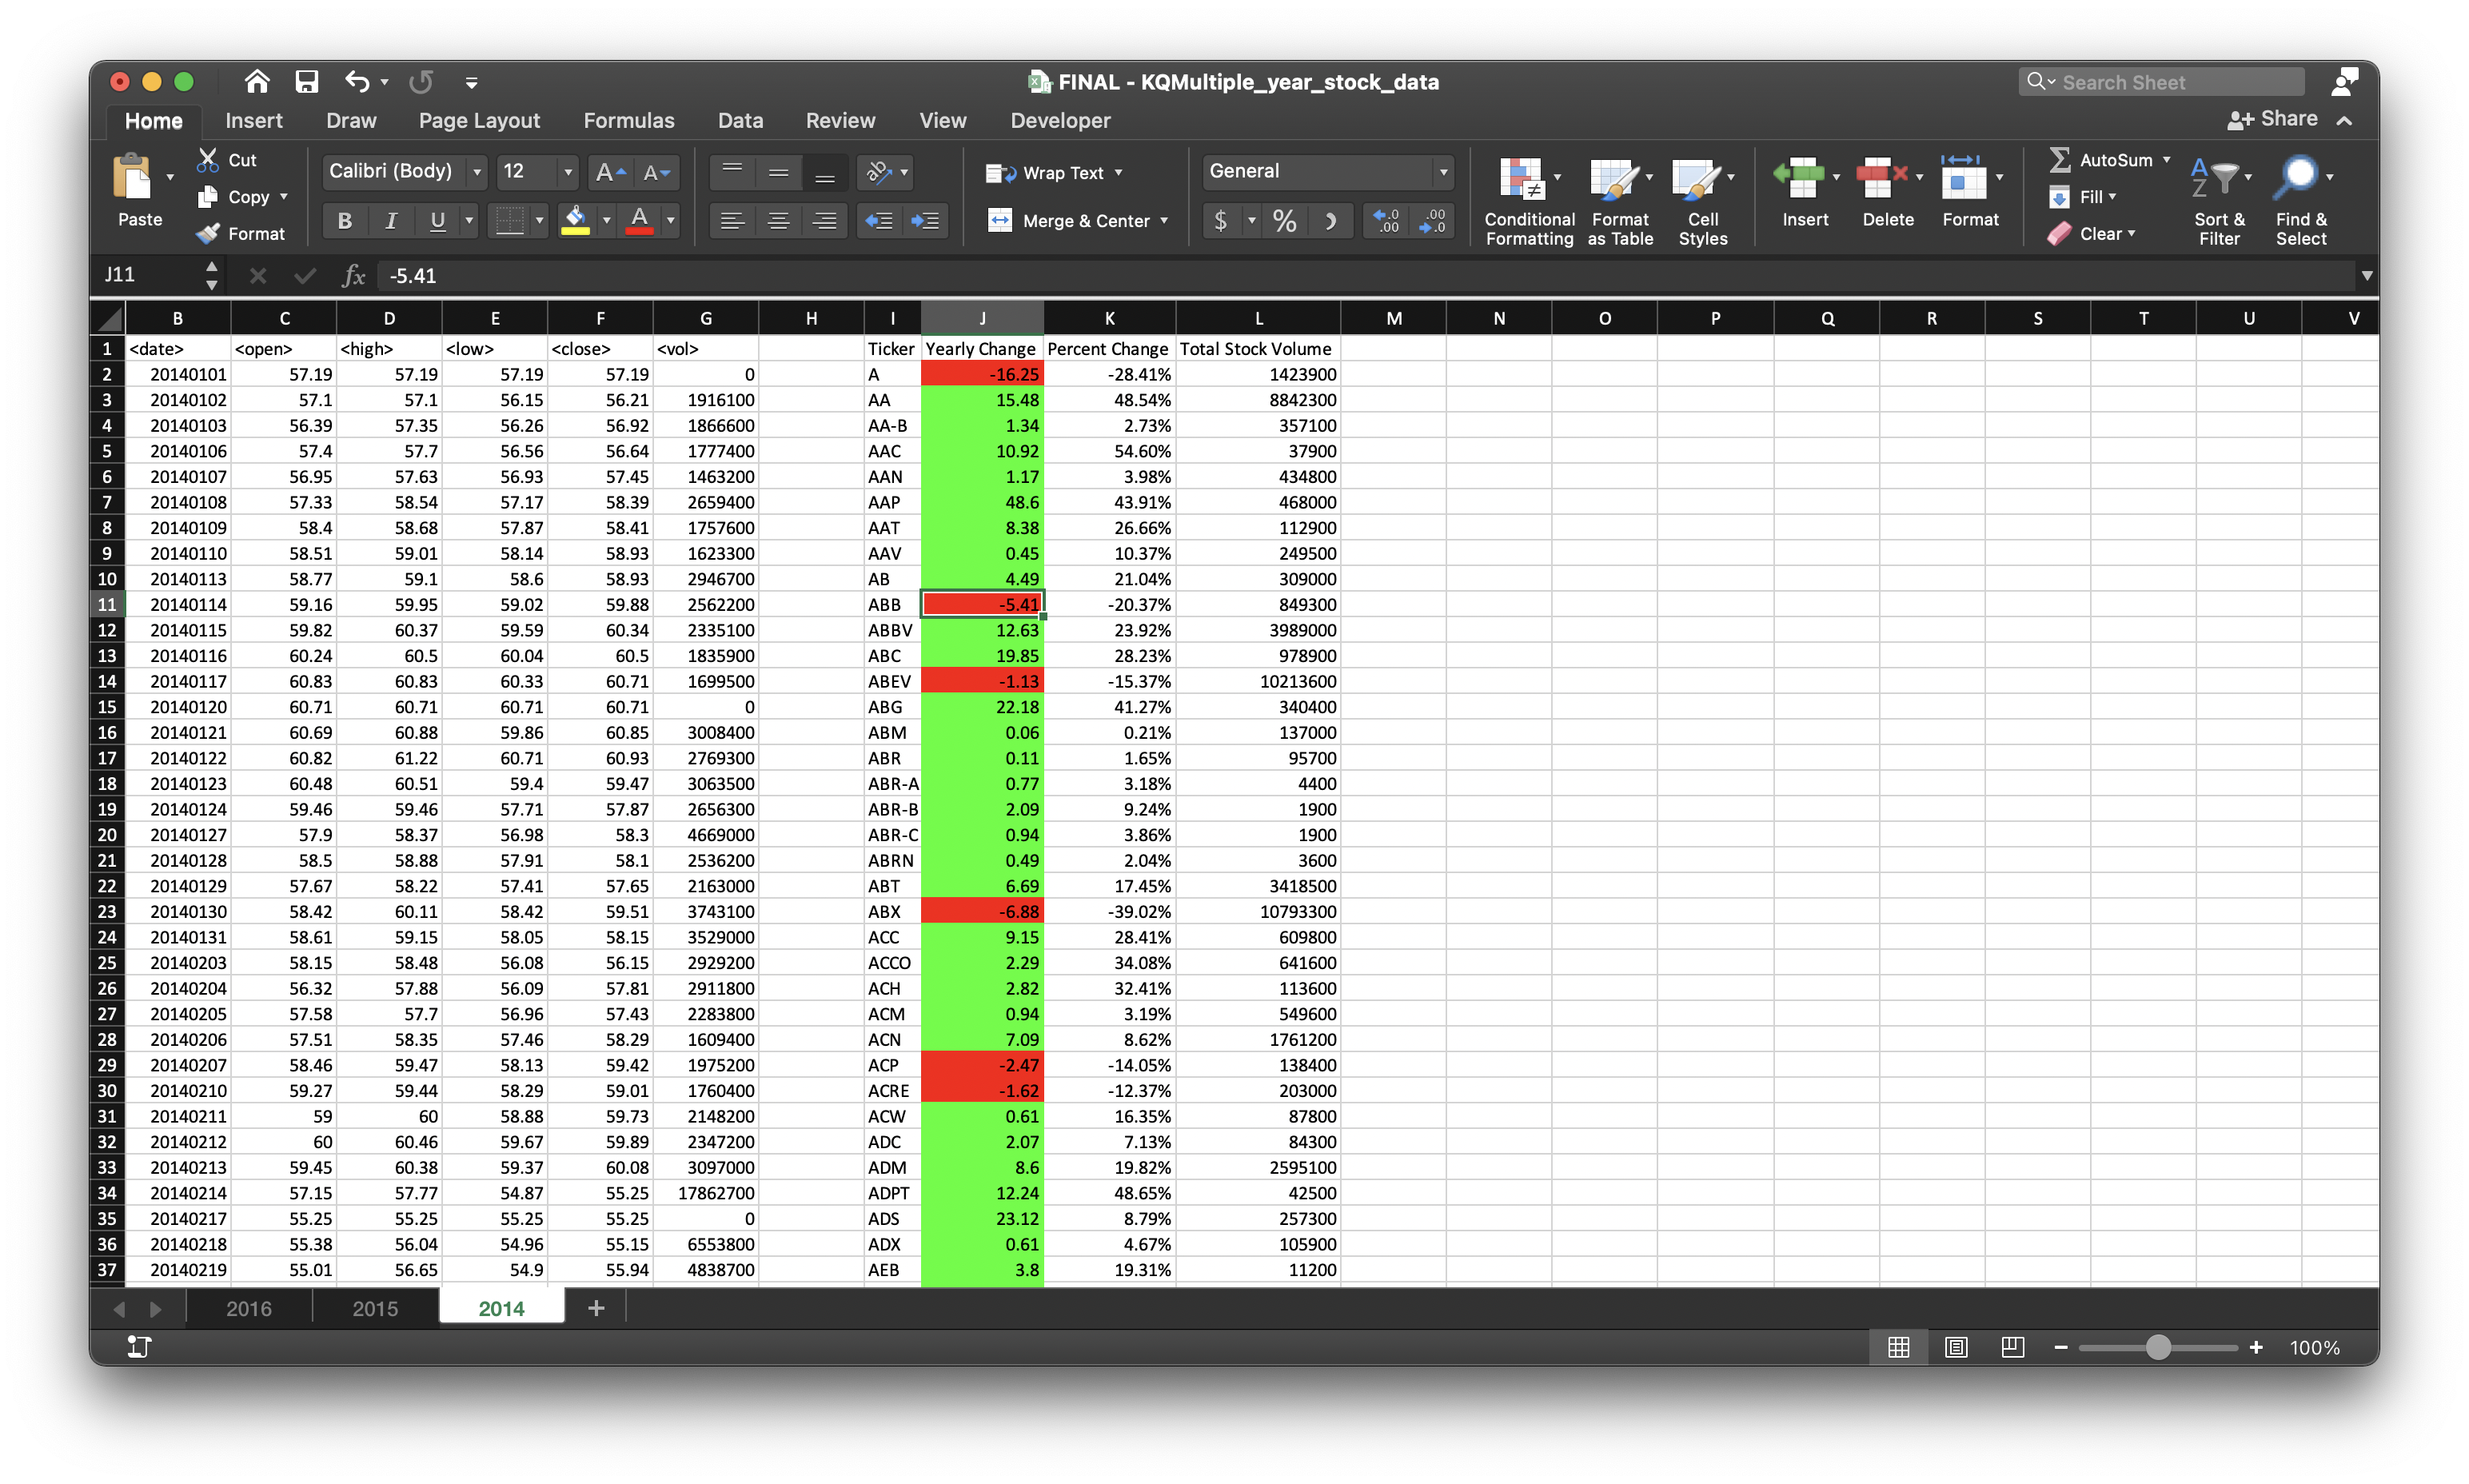 FINAL - KQMultiple_year_stock_data
Search Sheet
Home Insert Draw Page Layout Formulas Data Review View Developer Share
Paste Cut Copy Format
Calibri (Body) 12 A A
B I U A
ab Wrap Text
Merge & Center
General
$ % .0 .00 .00 .0
Conditional Formatting
Format as Table
Cell Styles
Insert Delete Format
AutoSum
Fill
Clear
Sort & Filter
Find & Select
J11 fx -5.41
B C D E F G H I J K L M N O P Q R S T U V
1 <date> <open> <high> <low> <close> <vol> Ticker Yearly Change Percent Change Total Stock Volume
2 20140101 57.19 57.19 57.19 57.19 0 A -16.25 -28.41% 1423900
3 20140102 57.1 57.1 56.15 56.21 1916100 AA 15.48 48.54% 8842300
4 20140103 56.39 57.35 56.26 56.92 1866600 AA-B 1.34 2.73% 357100
5 20140106 57.4 57.7 56.56 56.64 1777400 AAC 10.92 54.60% 37900
6 20140107 56.95 57.63 56.93 57.45 1463200 AAN 1.17 3.98% 434800
7 20140108 57.33 58.54 57.17 58.39 2659400 AAP 48.6 43.91% 468000
8 20140109 58.4 58.68 57.87 58.41 1757600 AAT 8.38 26.66% 112900
9 20140110 58.51 59.01 58.14 58.93 1623300 AAV 0.45 10.37% 249500
10 20140113 58.77 59.1 58.6 58.93 2946700 AB 4.49 21.04% 309000
11 20140114 59.16 59.95 59.02 59.88 2562200 ABB -5.41 -20.37% 849300
12 20140115 59.82 60.37 59.59 60.34 2335100 ABBV 12.63 23.92% 3989000
13 20140116 60.24 60.5 60.04 60.5 1835900 ABC 19.85 28.23% 978900
14 20140117 60.83 60.83 60.33 60.71 1699500 ABEV -1.13 -15.37% 10213600
15 20140120 60.71 60.71 60.71 60.71 0 ABG 22.18 41.27% 340400
16 20140121 60.69 60.88 59.86 60.85 3008400 ABM 0.06 0.21% 137000
17 20140122 60.82 61.22 60.71 60.93 2769300 ABR 0.11 1.65% 95700
18 20140123 60.48 60.51 59.4 59.47 3063500 ABR-A 0.77 3.18% 4400
19 20140124 59.46 59.46 57.71 57.87 2656300 ABR-B 2.09 9.24% 1900
20 20140127 57.9 58.37 56.98 58.3 4669000 ABR-C 0.94 3.86% 1900
21 20140128 58.5 58.88 57.91 58.1 2536200 ABRN 0.49 2.04% 3600
22 20140129 57.67 58.22 57.41 57.65 2163000 ABT 6.69 17.45% 3418500
23 20140130 58.42 60.11 58.42 59.51 3743100 ABX -6.88 -39.02% 10793300
24 20140131 58.61 59.15 58.05 58.15 3529000 ACC 9.15 28.41% 609800
25 20140203 58.15 58.48 56.08 56.15 2929200 ACCO 2.29 34.08% 641600
26 20140204 56.32 57.88 56.09 57.81 2911800 ACH 2.82 32.41% 113600
27 20140205 57.58 57.7 56.96 57.43 2283800 ACM 0.94 3.19% 549600
28 20140206 57.51 58.35 57.46 58.29 1609400 ACN 7.09 8.62% 1761200
29 20140207 58.46 59.47 58.13 59.42 1975200 ACP -2.47 -14.05% 138400
30 20140210 59.27 59.44 58.29 59.01 1760400 ACRE -1.62 -12.37% 203000
31 20140211 59 60 58.88 59.73 2148200 ACW 0.61 16.35% 87800
32 20140212 60 60.46 59.67 59.89 2347200 ADC 2.07 7.13% 84300
33 20140213 59.45 60.38 59.37 60.08 3097000 ADM 8.6 19.82% 2595100
34 20140214 57.15 57.77 54.87 55.25 17862700 ADPT 12.24 48.65% 42500
35 20140217 55.25 55.25 55.25 55.25 0 ADS 23.12 8.79% 257300
36 20140218 55.38 56.04 54.96 55.15 6553800 ADX 0.61 4.67% 105900
37 20140219 55.01 56.65 54.9 55.94 4838700 AEB 3.8 19.31% 11200
2016 2015 2014 +
100%